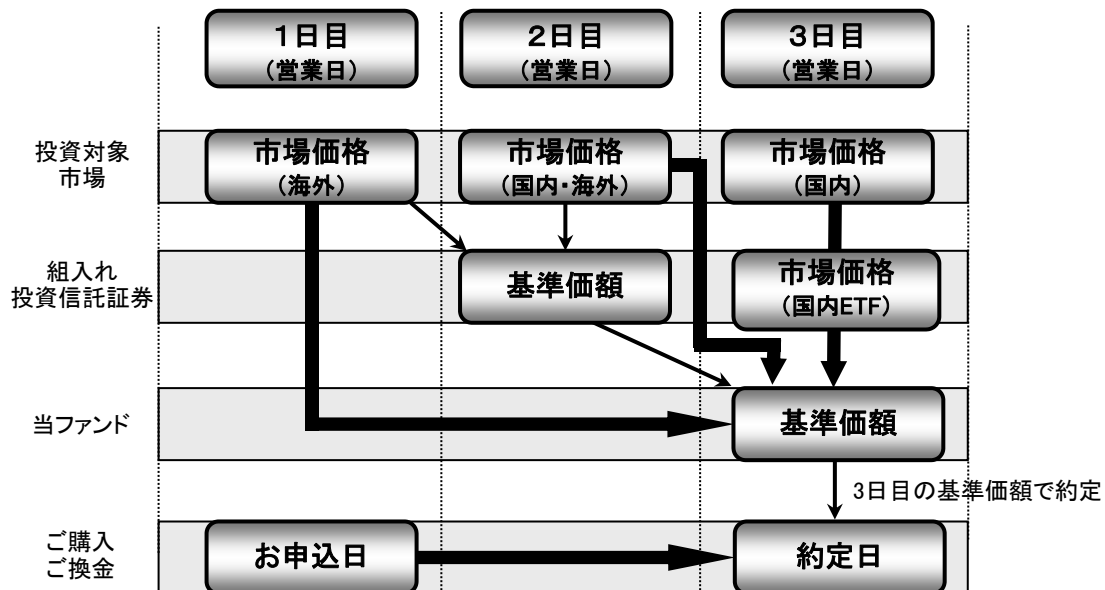 1日目
(営業日)
2日目
(営業日)
3日目
(営業日)
投資対象
市場
市場価格
(海外)
市場価格
(国内・海外)
市場価格
(国内)
組入れ
投資信託証券
基準価額
市場価格
(国内ETF)
当ファンド
基準価額
3日目の基準価額で約定
ご購入
ご換金
お申込日
約定日